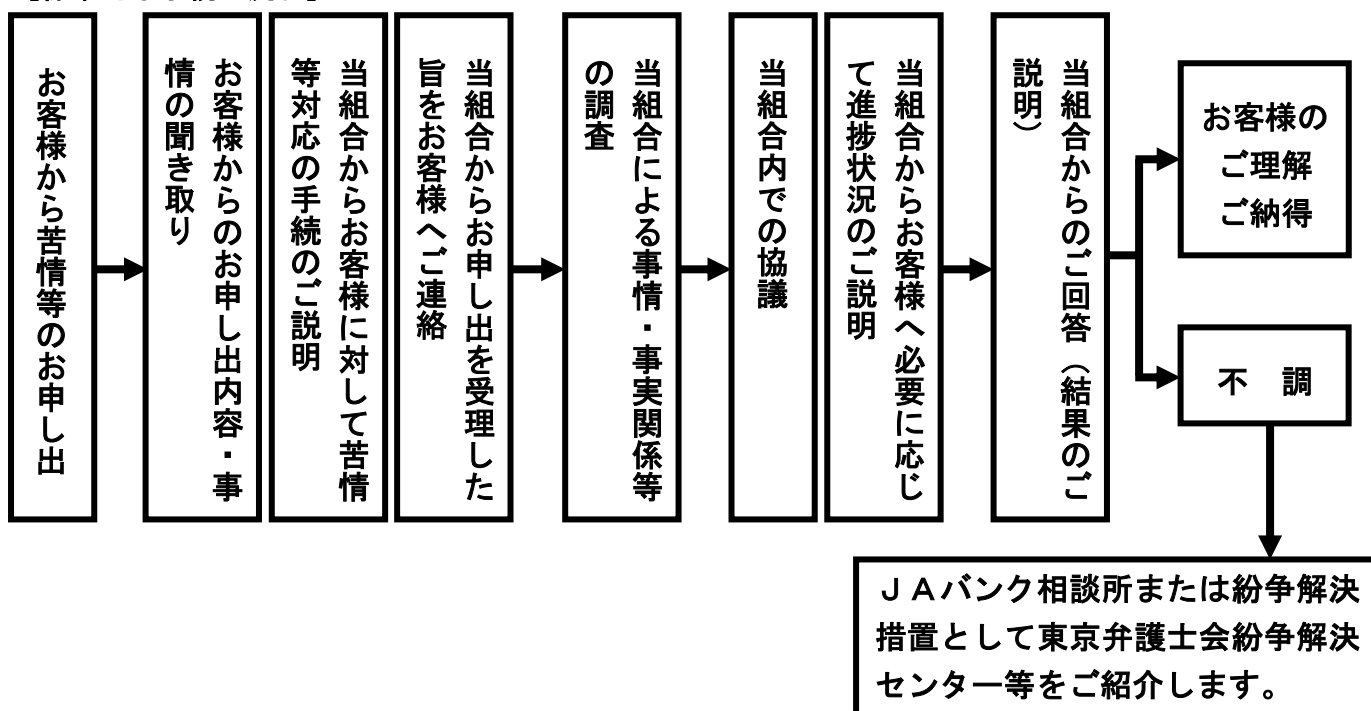 お客様から苦情等のお申し出
お客様からのお申し出内容・事
情の聞き取り
当組合からお客様に対して苦情
等対応の手続のご説明
当組合からお申し出を受理した
旨をお客様へご連絡
当組合による事情・事実関係等
の調査
当組合内での協議
当組合からお客様へ必要に応じ
て進捗状況のご説明
当組合からのご回答（結果のご
説明）
お客様の
ご理解
ご納得
不　調
ＪＡバンク相談所または紛争解決
措置として東京弁護士会紛争解決
センター等をご紹介します。